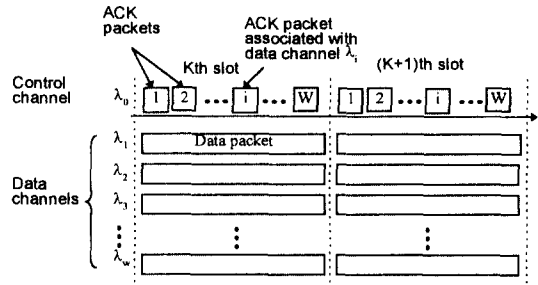 ACK
packets
ACK packet
associated with
data channel λi
Kth slot
(K+1)th slot
Control
channel
λ0 1 2 ... i ... W 1 2 ... i ... W
λ1 Data packet
λ2
Data
channels
λ3
λw